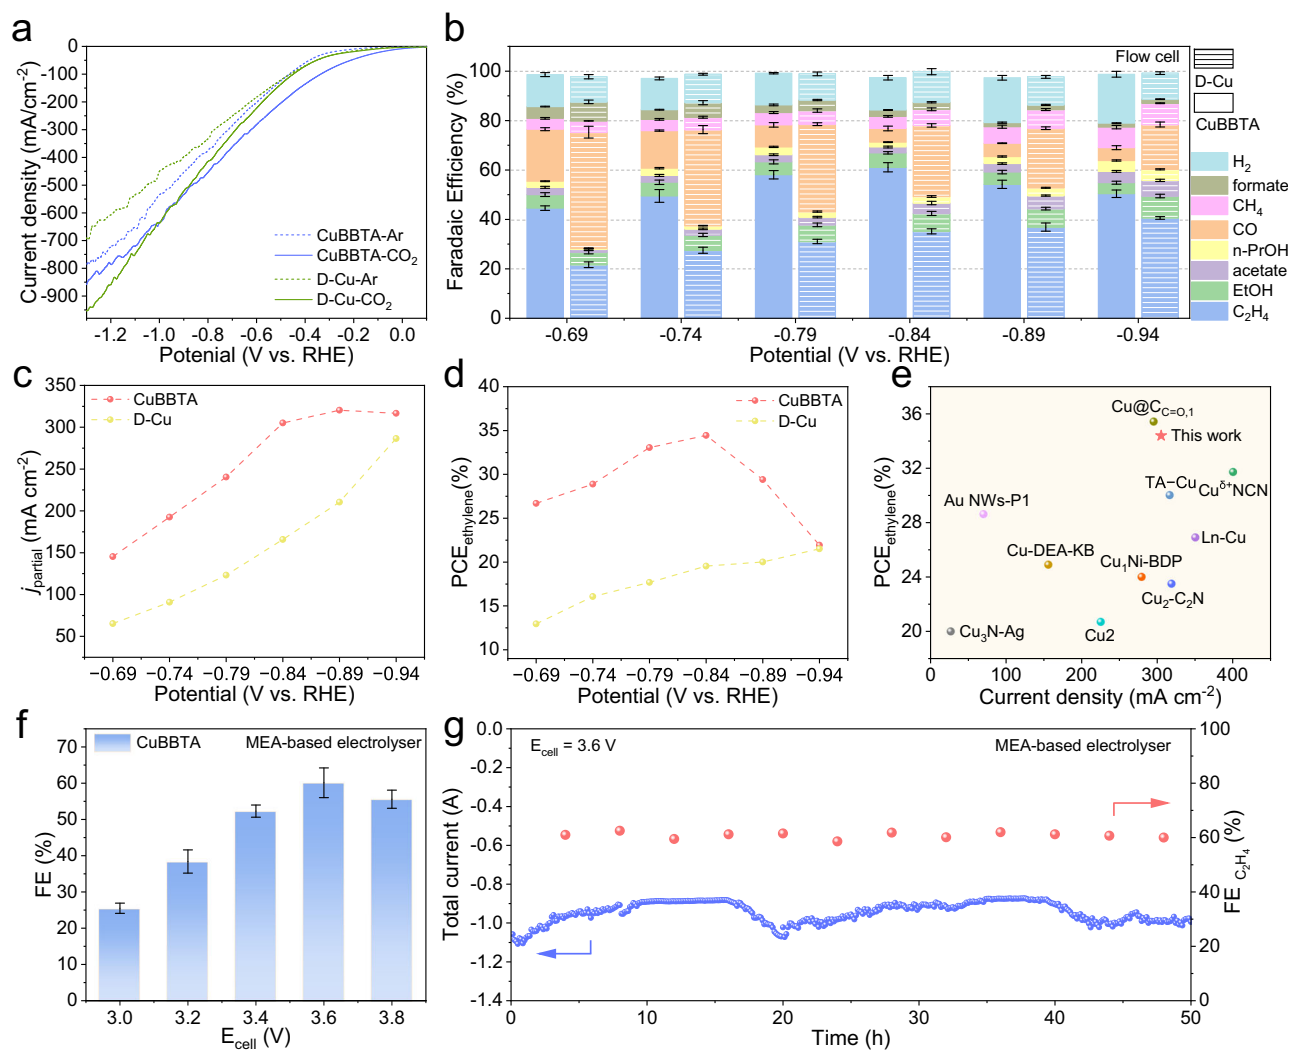 a
0
-100
-200
-300
-400
-500
-600
-700
-800
-900
Current density (mA/cm⁻²)
CuBBTA-Ar
CuBBTA-CO₂
D-Cu-Ar
D-Cu-CO₂
-1.2 -1.0 -0.8 -0.6 -0.4 -0.2 0.0
Potenial (V vs. RHE)
b
100
80
60
40
20
0
Faradaic Efficiency (%)
Flow cell
D-Cu
CuBBTA
H₂
formate
CH₄
CO
n-PrOH
acetate
EtOH
C₂H₄
-0.69 -0.74 -0.79 -0.84 -0.89 -0.94
Potential (V vs. RHE)
c
350
300
250
200
150
100
50
j_partial (mA cm⁻²)
CuBBTA
D-Cu
−0.69 −0.74 −0.79 −0.84 −0.89 −0.94
Potential (V vs. RHE)
d
40
35
30
25
20
15
10
PCE_ethylene(%)
CuBBTA
D-Cu
−0.69 −0.74 −0.79 −0.84 −0.89 −0.94
Potential (V vs. RHE)
e
36
32
28
24
20
PCE_ethylene(%)
Cu@C_C=O,1
This work
TA−Cu
Cu^δ+NCN
Au NWs-P1
Ln-Cu
Cu-DEA-KB
Cu₁Ni-BDP
Cu₂-C₂N
Cu₃N-Ag
Cu2
0 100 200 300 400
Current density (mA cm⁻²)
f
70
60
50
40
30
20
10
0
FE (%)
CuBBTA
MEA-based electrolyser
3.0 3.2 3.4 3.6 3.8
E_cell (V)
g
0.0
-0.2
-0.4
-0.6
-0.8
-1.0
-1.2
-1.4
Total current (A)
E_cell = 3.6 V
MEA-based electrolyser
100
80
60
40
20
0
FE C₂H₄ (%)
0 10 20 30 40 50
Time (h)